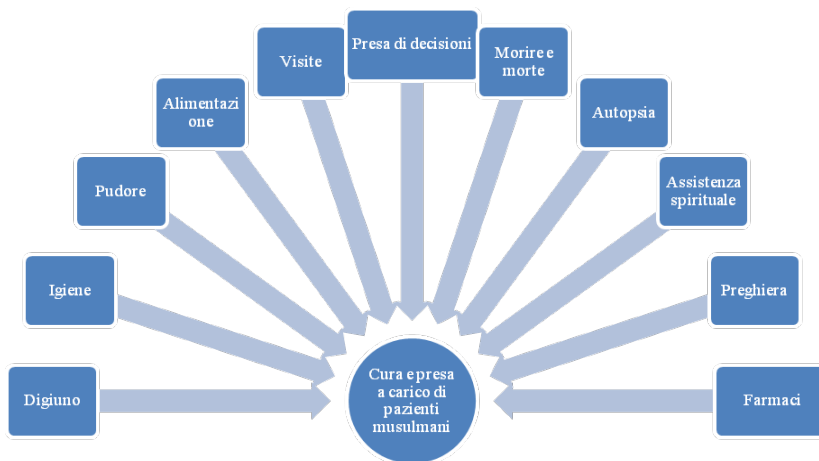 Digiuno
Igiene
Pudore
Alimentazi
one
Visite
Presa di decisioni
Morire e
morte
Autopsia
Assistenza
spirituale
Preghiera
Farmaci
Cura e presa
a carico di
pazienti
musulmani